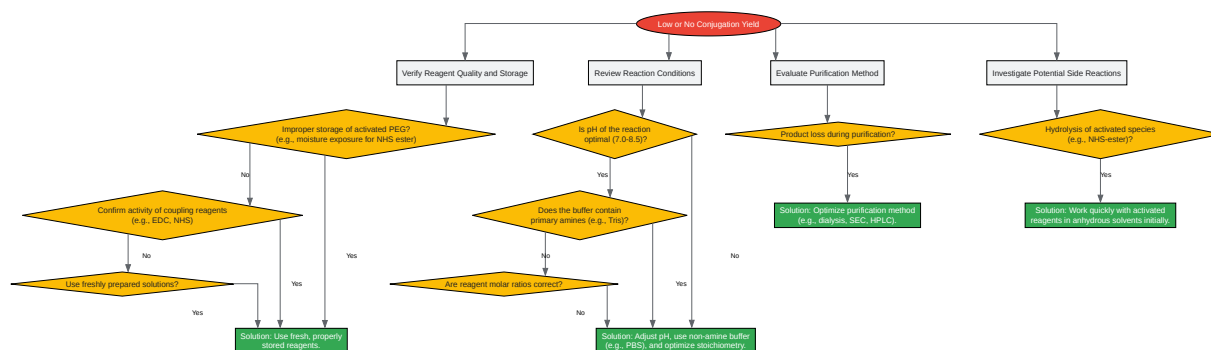 Low or No Conjugation Yield
Verify Reagent Quality and Storage
Review Reaction Conditions
Evaluate Purification Method
Investigate Potential Side Reactions
Improper storage of activated PEG?
(e.g., moisture exposure for NHS ester)
Is pH of the reaction
optimal (7.0-8.5)?
Product loss during purification?
Hydrolysis of activated species
(e.g., NHS-ester)?
No
Yes
Yes
Yes
Confirm activity of coupling reagents
(e.g., EDC, NHS)
Does the buffer contain
primary amines (e.g., Tris)?
Solution: Optimize purification method
(e.g., dialysis, SEC, HPLC).
Solution: Work quickly with activated
reagents in anhydrous solvents initially.
No
Yes
No
No
Use freshly prepared solutions?
Yes
Are reagent molar ratios correct?
Yes
Yes
No
Solution: Use fresh, properly
stored reagents.
Solution: Adjust pH, use non-amine buffer
(e.g., PBS), and optimize stoichiometry.